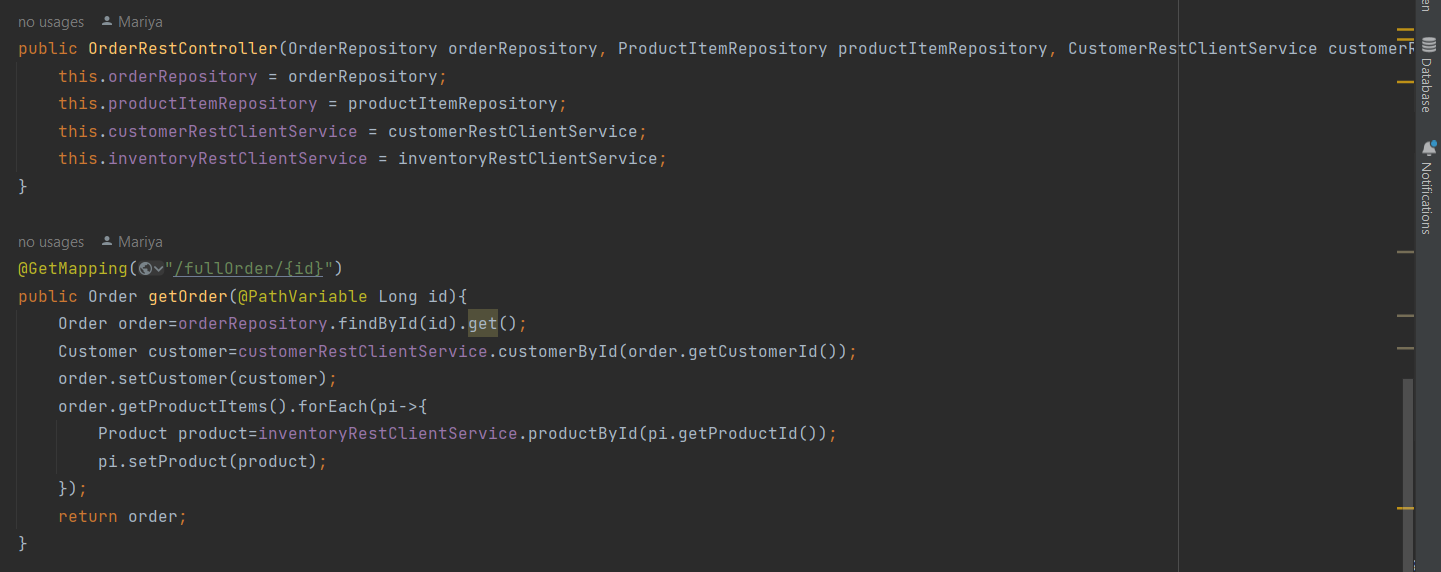 no usages Mariya
public OrderRestController(OrderRepository orderRepository, ProductItemRepository productItemRepository, CustomerRestClientService customerR
this.orderRepository = orderRepository;
this.productItemRepository = productItemRepository;
this.customerRestClientService = customerRestClientService;
this.inventoryRestClientService = inventoryRestClientService;
}
no usages Mariya
@GetMapping("/fullOrder/{id}")
public Order getOrder(@PathVariable Long id){
Order order=orderRepository.findById(id).get();
Customer customer=customerRestClientService.customerById(order.getCustomerId());
order.setCustomer(customer);
order.getProductItems().forEach(pi->{
Product product=inventoryRestClientService.productById(pi.getProductId());
pi.setProduct(product);
});
return order;
}
en
Database
Notifications